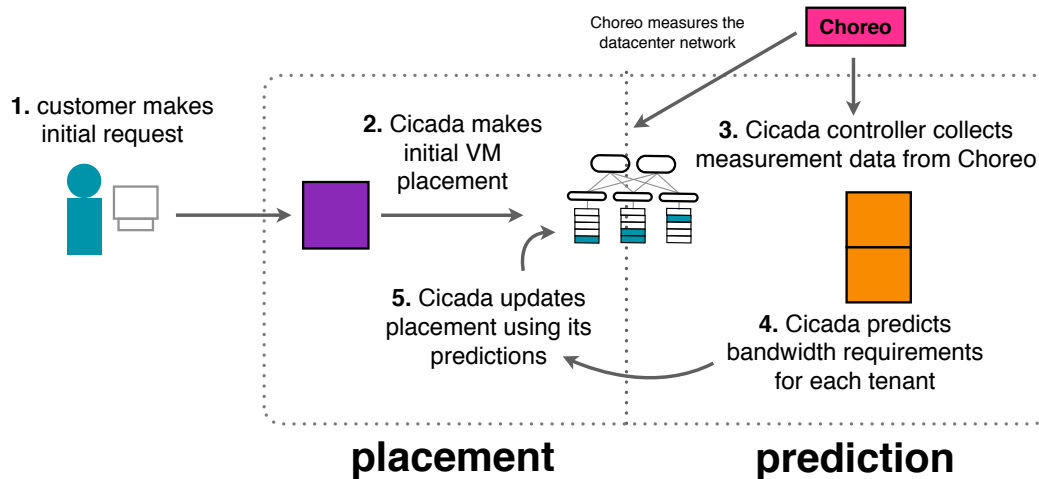 Choreo measures the
datacenter network
Choreo
1. customer makes
initial request
2. Cicada makes
initial VM
placement
3. Cicada controller collects
measurement data from Choreo
5. Cicada updates
placement using its
predictions
4. Cicada predicts
bandwidth requirements
for each tenant
placement
prediction